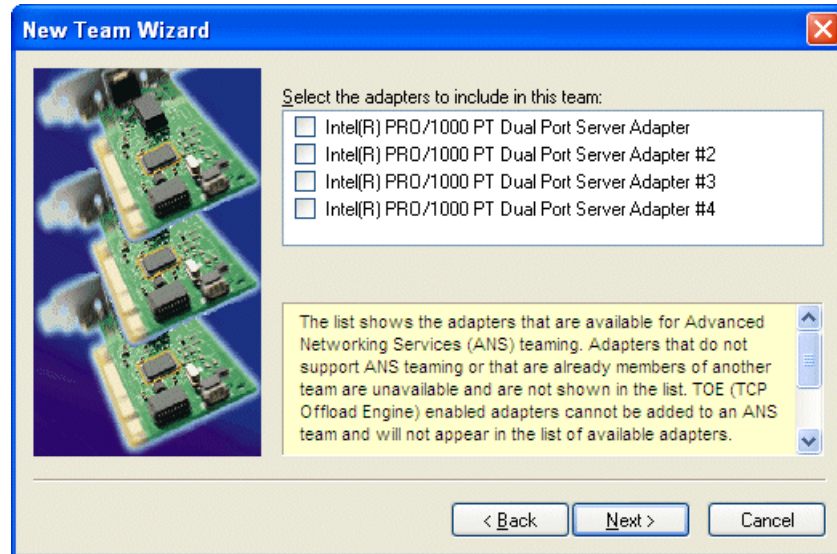 New Team Wizard
Select the adapters to include in this team:
Intel(R) PRO/1000 PT Dual Port Server Adapter
Intel(R) PRO/1000 PT Dual Port Server Adapter #2
Intel(R) PRO/1000 PT Dual Port Server Adapter #3
Intel(R) PRO/1000 PT Dual Port Server Adapter #4
The list shows the adapters that are available for Advanced
Networking Services (ANS) teaming. Adapters that do not
support ANS teaming or that are already members of another
team are unavailable and are not shown in the list. TOE (TCP
Offload Engine) enabled adapters cannot be added to an ANS
team and will not appear in the list of available adapters.
< Back Next > Cancel